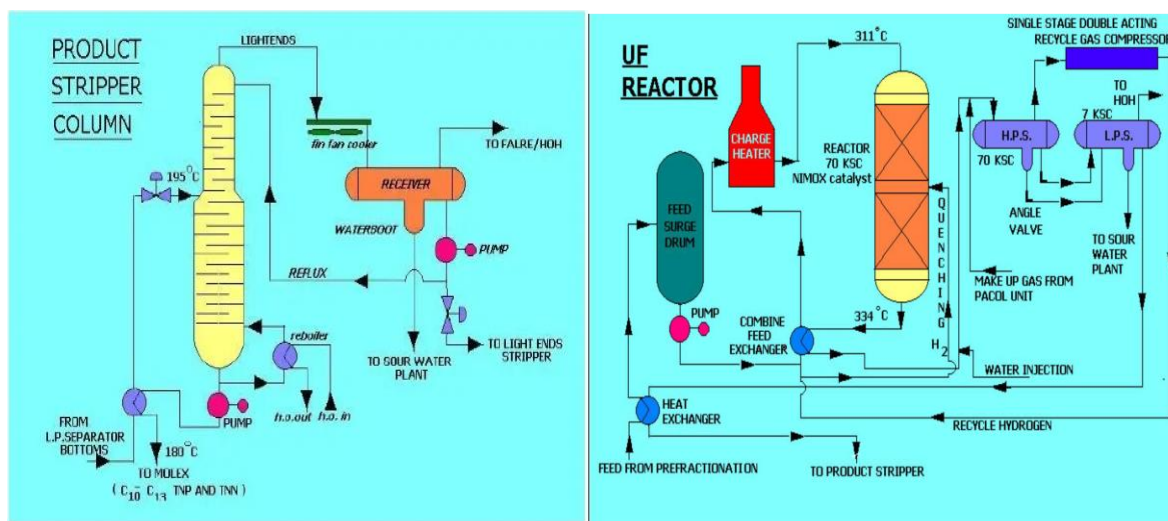 PRODUCT
STRIPPER
COLUMN
LIGHTENDS
fin fan cooler
TO FALRE/HOH
195°C
RECEIVER
WATERBOOT
PUMP
REFLUX
reboiler
TO SOUR WATER
PLANT
TO LIGHT ENDS
STRIPPER
FROM
L.P.SEPARATOR
BOTTOMS
PUMP
h.o.out
h.o. in
180°C
TO MOLEX
( C10- C13 TNP AND TNN)
UF
REACTOR
311°C
SINGLE STAGE DOUBLE ACTING
RECYCLE GAS COMPRESSOR
TO
HOH
7 KSC
CHARGE
HEATER
REACTOR
70 KSC
NIMOX catalyst
H.P.S.
L.P.S.
70 KSC
FEED
SURGE
DRUM
QUENCHING H2
ANGLE
VALVE
TO SOUR
WATER
PLANT
MAKE UP GAS FROM
PACOL UNIT
PUMP
334°C
COMBINE
FEED
EXCHANGER
WATER INJECTION
HEAT
EXCHANGER
RECYCLE HYDROGEN
FEED FROM PREFRACTIONATION
TO PRODUCT STRIPPER